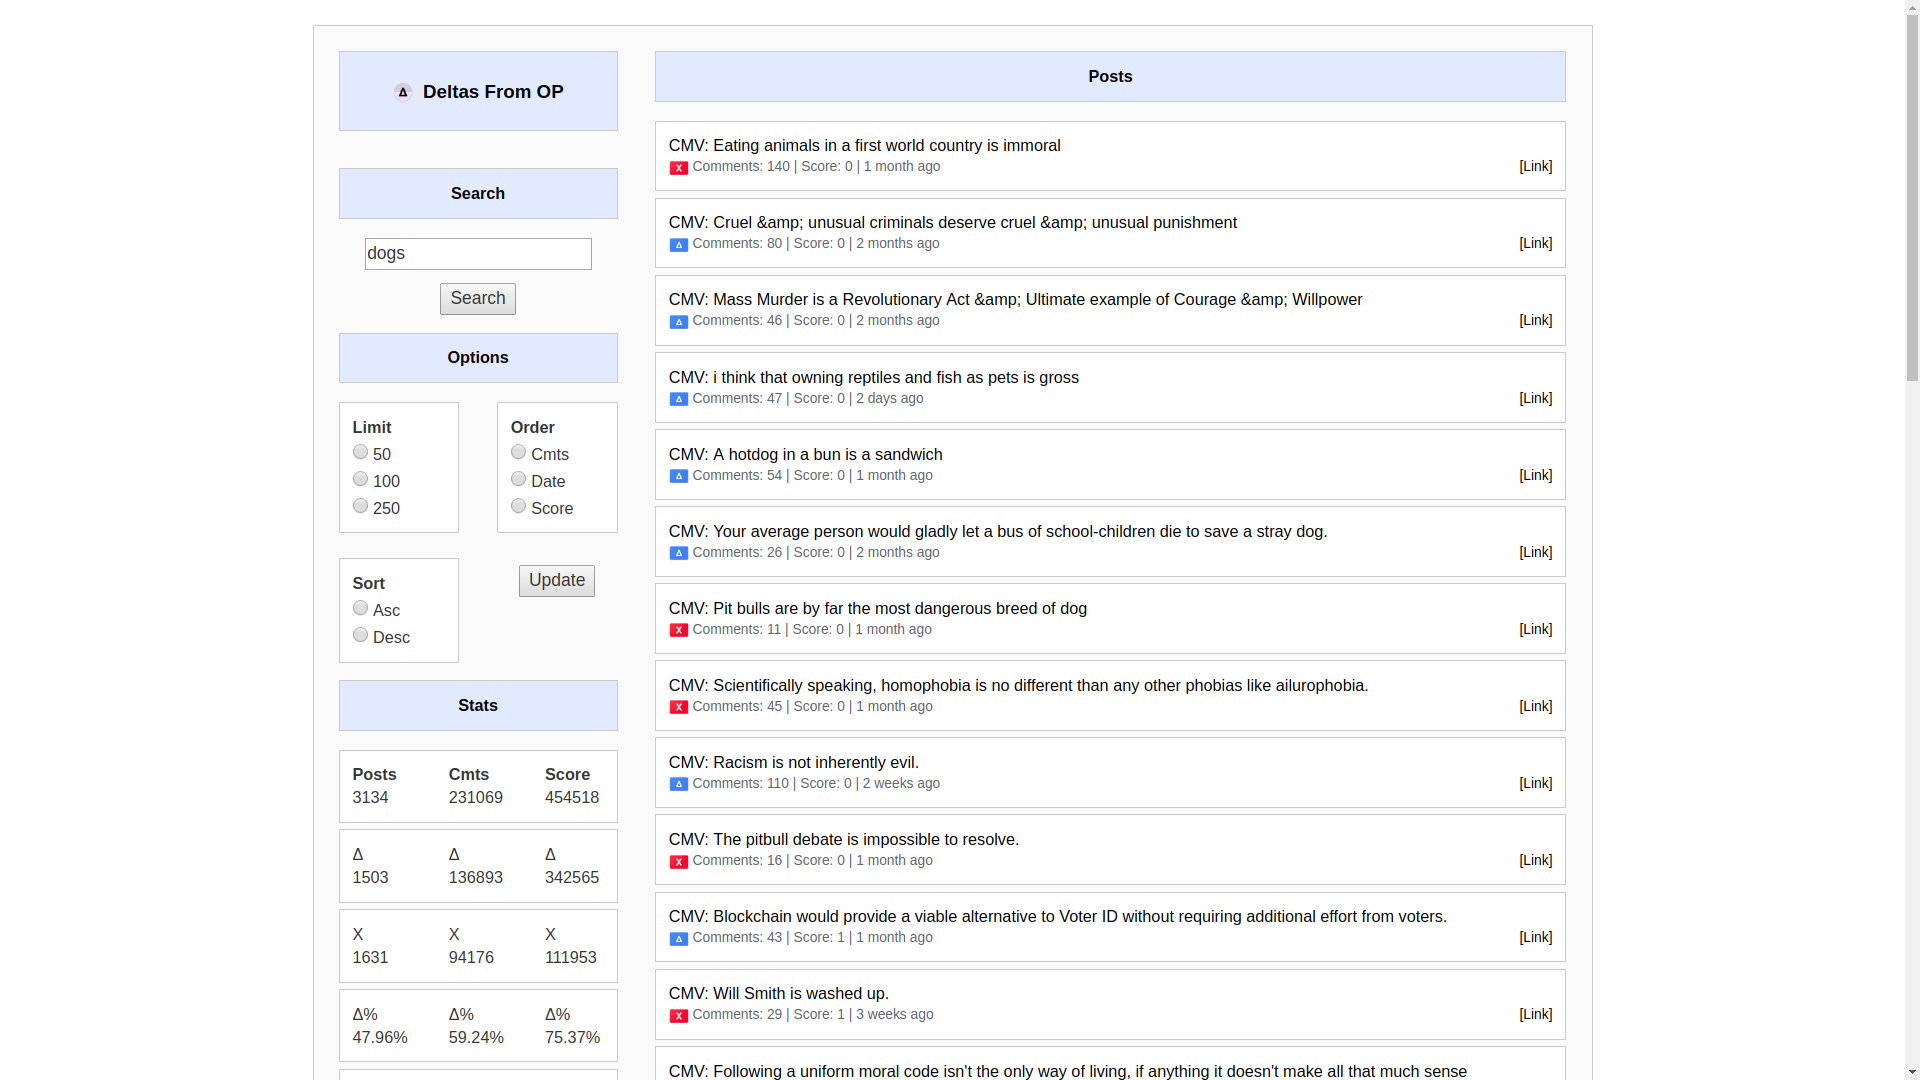 Δ Deltas From OP
Search
dogs
Search
Options
Limit
50
100
250
Order
Cmts
Date
Score
Sort
Asc
Desc
Update
Stats
Posts Cmts Score
3134 231069 454518
Δ Δ Δ
1503 136893 342565
X X X
1631 94176 111953
Δ% Δ% Δ%
47.96% 59.24% 75.37%
Posts
CMV: Eating animals in a first world country is immoral
X Comments: 140 | Score: 0 | 1 month ago [Link]
CMV: Cruel &amp; unusual criminals deserve cruel &amp; unusual punishment
Δ Comments: 80 | Score: 0 | 2 months ago [Link]
CMV: Mass Murder is a Revolutionary Act &amp; Ultimate example of Courage &amp; Willpower
Δ Comments: 46 | Score: 0 | 2 months ago [Link]
CMV: i think that owning reptiles and fish as pets is gross
Δ Comments: 47 | Score: 0 | 2 days ago [Link]
CMV: A hotdog in a bun is a sandwich
Δ Comments: 54 | Score: 0 | 1 month ago [Link]
CMV: Your average person would gladly let a bus of school-children die to save a stray dog.
Δ Comments: 26 | Score: 0 | 2 months ago [Link]
CMV: Pit bulls are by far the most dangerous breed of dog
X Comments: 11 | Score: 0 | 1 month ago [Link]
CMV: Scientifically speaking, homophobia is no different than any other phobias like ailurophobia.
X Comments: 45 | Score: 0 | 1 month ago [Link]
CMV: Racism is not inherently evil.
Δ Comments: 110 | Score: 0 | 2 weeks ago [Link]
CMV: The pitbull debate is impossible to resolve.
X Comments: 16 | Score: 0 | 1 month ago [Link]
CMV: Blockchain would provide a viable alternative to Voter ID without requiring additional effort from voters.
Δ Comments: 43 | Score: 1 | 1 month ago [Link]
CMV: Will Smith is washed up.
X Comments: 29 | Score: 1 | 3 weeks ago [Link]
CMV: Following a uniform moral code isn't the only way of living, if anything it doesn't make all that much sense